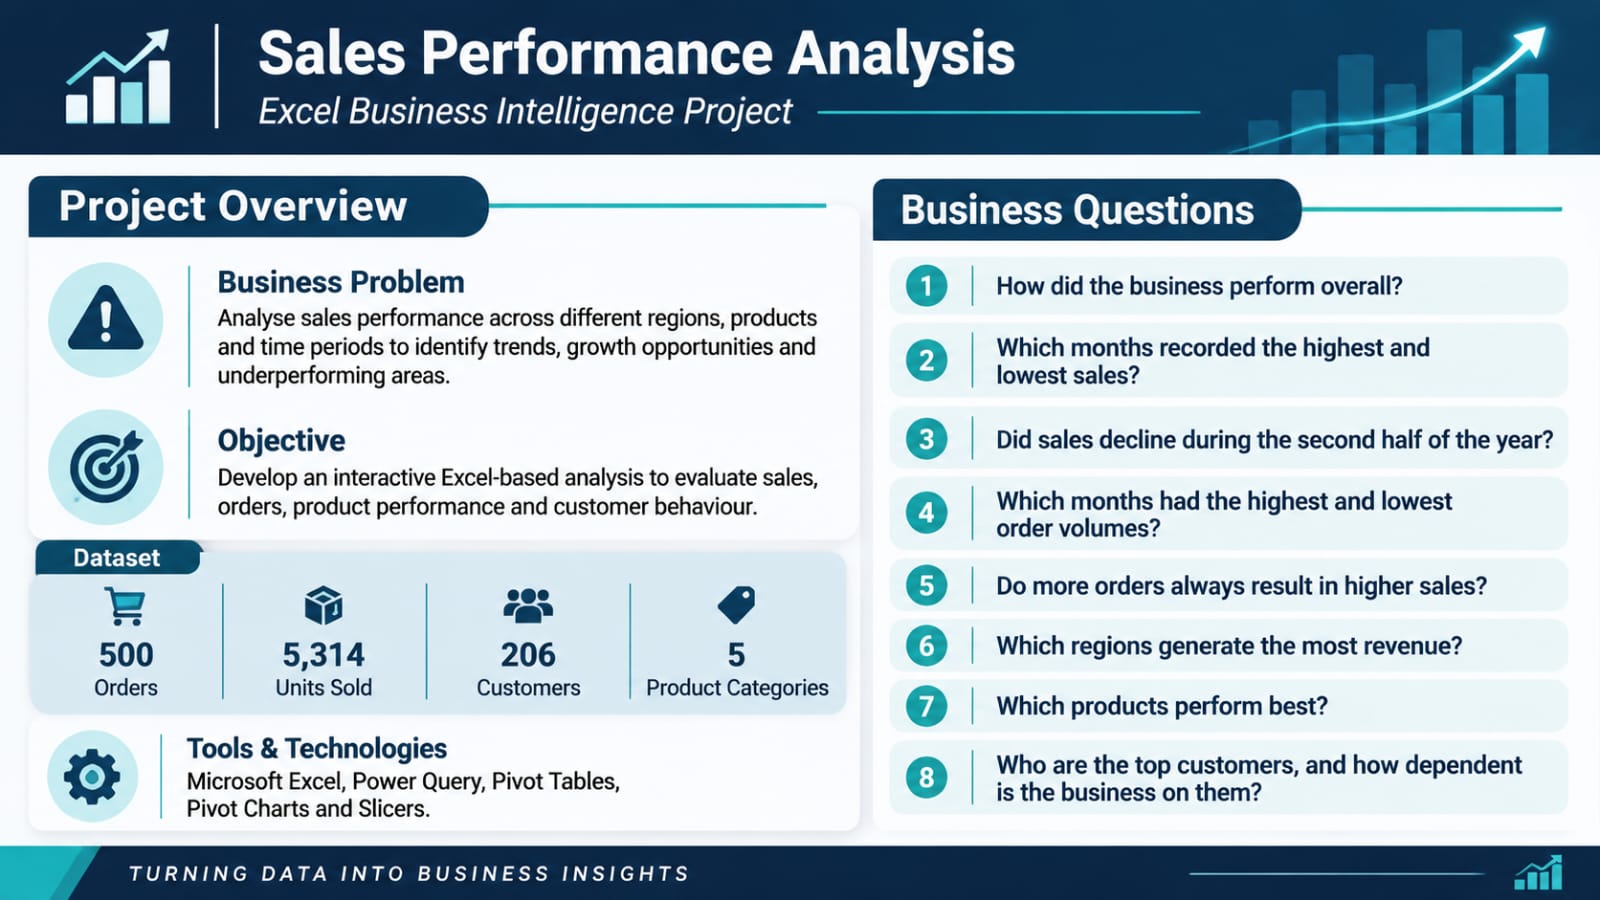 Sales Performance Analysis
Excel Business Intelligence Project
Project Overview
Business Problem
Analyse sales performance across different regions, products
and time periods to identify trends, growth opportunities and
underperforming areas.
Objective
Develop an interactive Excel-based analysis to evaluate sales,
orders, product performance and customer behaviour.
Dataset
500
Orders
5,314
Units Sold
206
Customers
5
Product Categories
Tools & Technologies
Microsoft Excel, Power Query, Pivot Tables,
Pivot Charts and Slicers.
Business Questions
1 How did the business perform overall?
2 Which months recorded the highest and
lowest sales?
3 Did sales decline during the second half of the year?
4 Which months had the highest and lowest
order volumes?
5 Do more orders always result in higher sales?
6 Which regions generate the most revenue?
7 Which products perform best?
8 Who are the top customers, and how dependent
is the business on them?
TURNING DATA INTO BUSINESS INSIGHTS